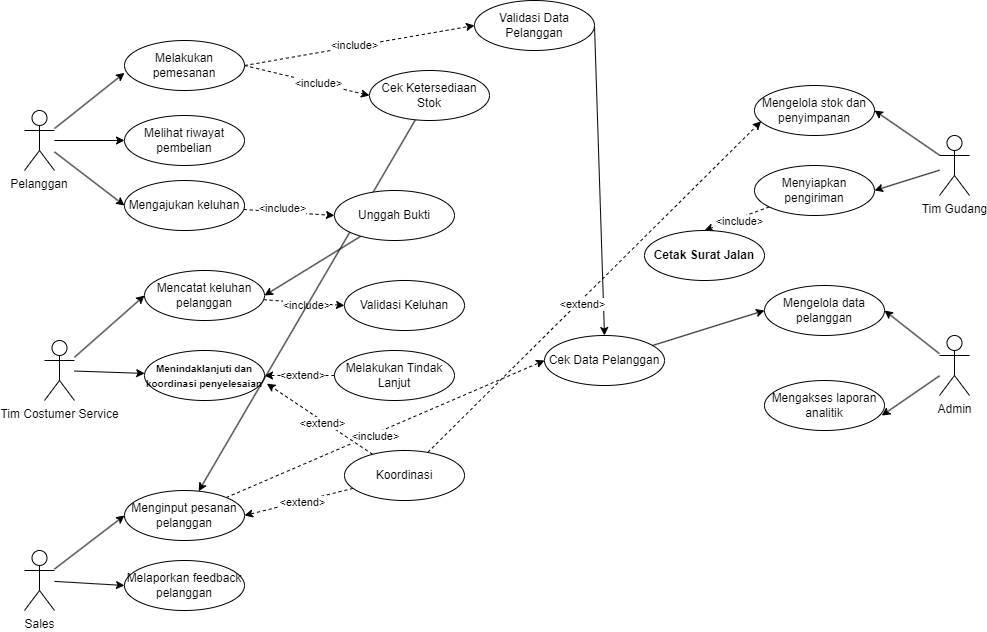 Validasi Data
Pelanggan
<include>
Melakukan
pemesanan
<include>
Cek Ketersediaan
Stok
Mengelola stok dan
penyimpanan
Melihat riwayat
pembelian
Pelanggan
Menyiapkan
pengiriman
Tim Gudang
Mengajukan keluhan
<include>
Unggah Bukti
<include>
Cetak Surat Jalan
Mencatat keluhan
pelanggan
<include>
Validasi Keluhan
<extend>
Mengelola data
pelanggan
Cek Data Pelanggan
Menindaklanjuti dan
koordinasi penyelesaian
<extend>
Melakukan Tindak
Lanjut
Tim Costumer Service
Mengakses laporan
analitik
Admin
<extend>
<include>
Koordinasi
<extend>
Menginput pesanan
pelanggan
Melaporkan feedback
pelanggan
Sales